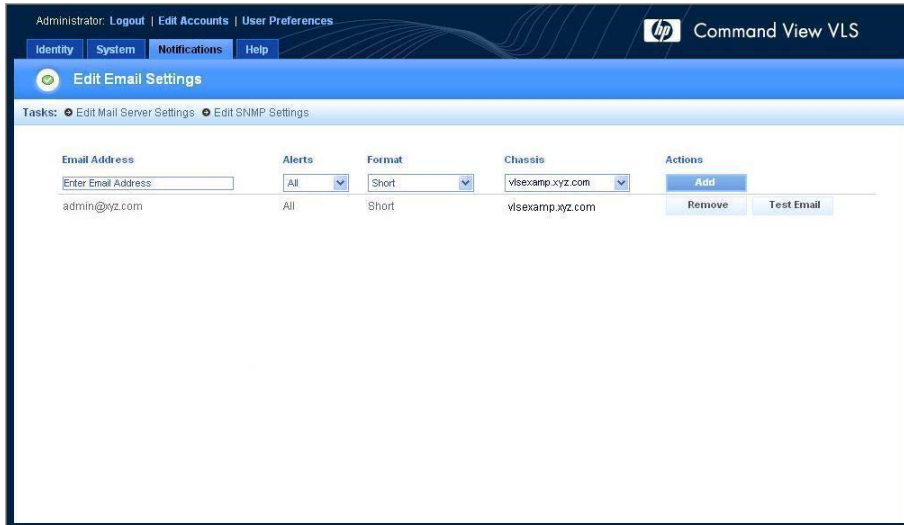 Administrator: Logout | Edit Accounts | User Preferences
hp Command View VLS
Identity System Notifications Help
Edit Email Settings
Tasks: Edit Mail Server Settings Edit SNMP Settings
Email Address Alerts Format Chassis Actions
Enter Email Address All Short vlsexamp.xyz.com Add
admin@xyz.com All Short vlsexamp.xyz.com Remove Test Email